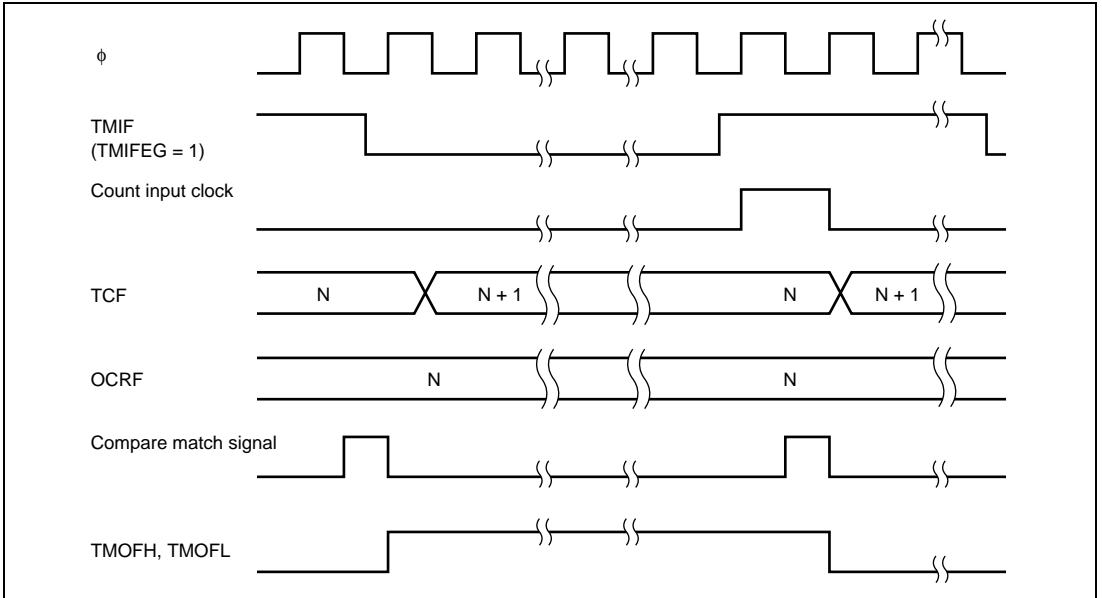 φ
TMIF
(TMIFEG = 1)
Count input clock
TCF
N
N + 1
N
N + 1
OCRF
N
N
Compare match signal
TMOFH, TMOFL